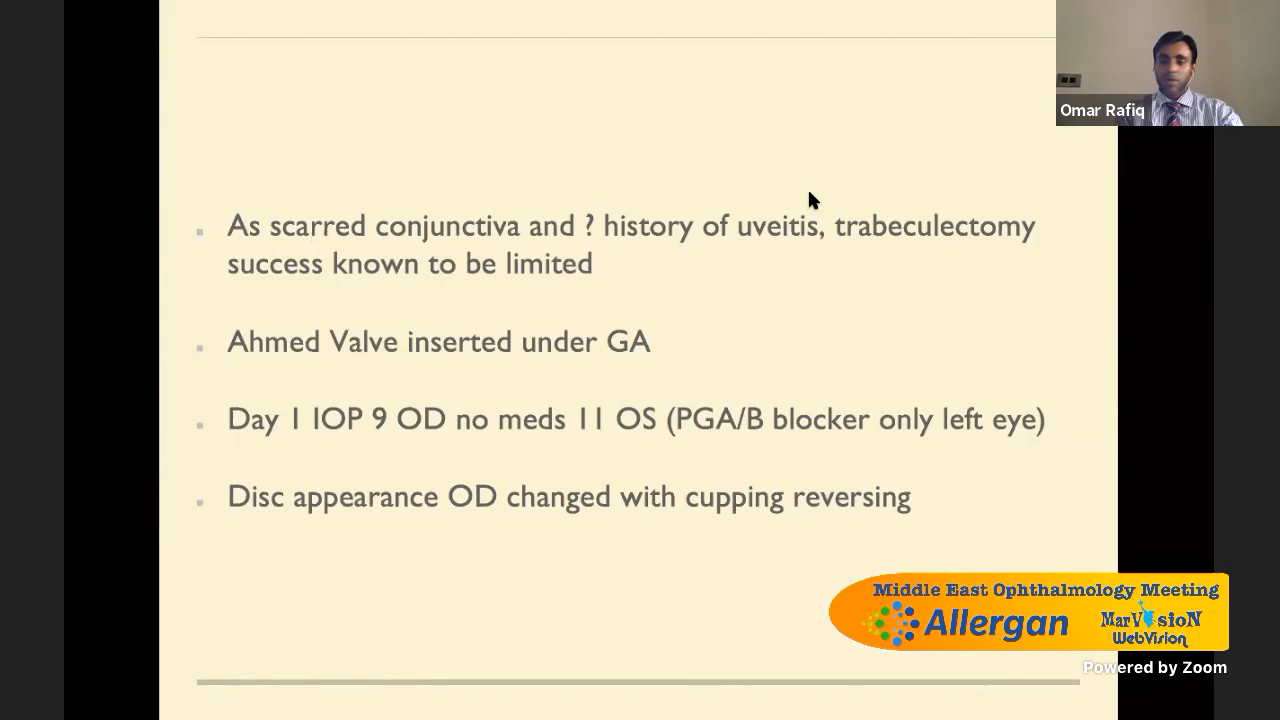 Omar Rafiq
As scarred conjunctiva and ? history of uveitis, trabeculectomy
success known to be limited
Ahmed Valve inserted under GA
Day 1 IOP 9 OD no meds 11 OS (PGA/B blocker only left eye)
Disc appearance OD changed with cupping reversing
Middle East Ophthalmology Meeting
Allergan
MarVisioN
WebVision
Powered by Zoom